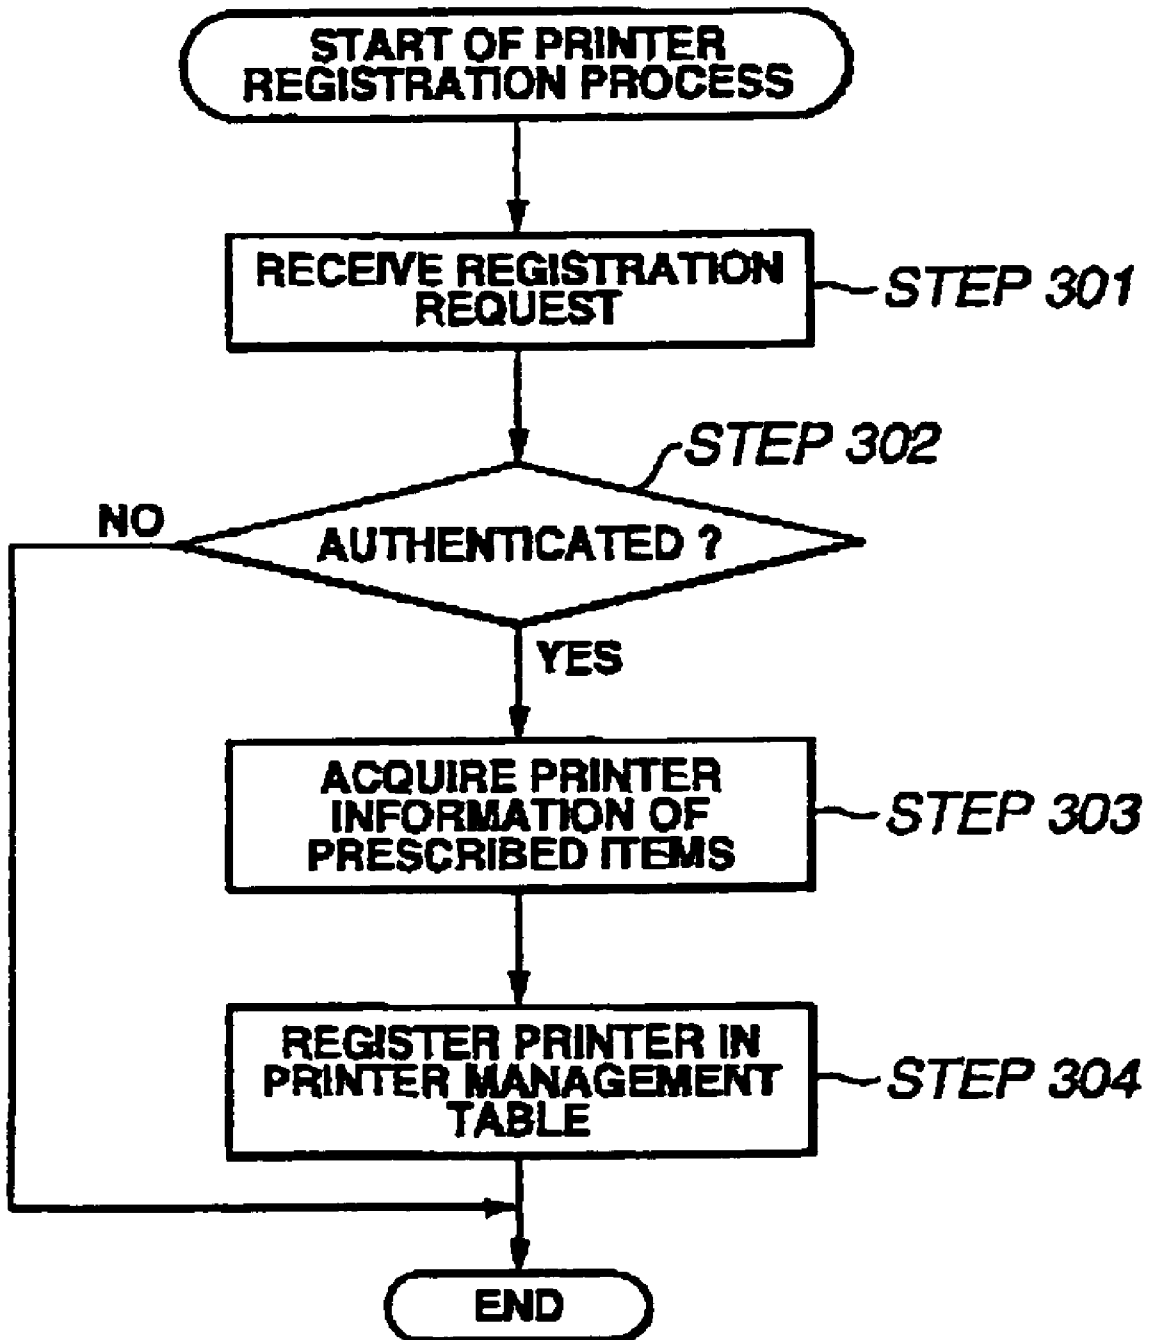 START OF PRINTER
REGISTRATION PROCESS
RECEIVE REGISTRATION
REQUEST
STEP 301
STEP 302
NO
AUTHENTICATED ?
YES
ACQUIRE PRINTER
INFORMATION OF
PRESCRIBED ITEMS
STEP 303
REGISTER PRINTER IN
PRINTER MANAGEMENT
TABLE
STEP 304
END